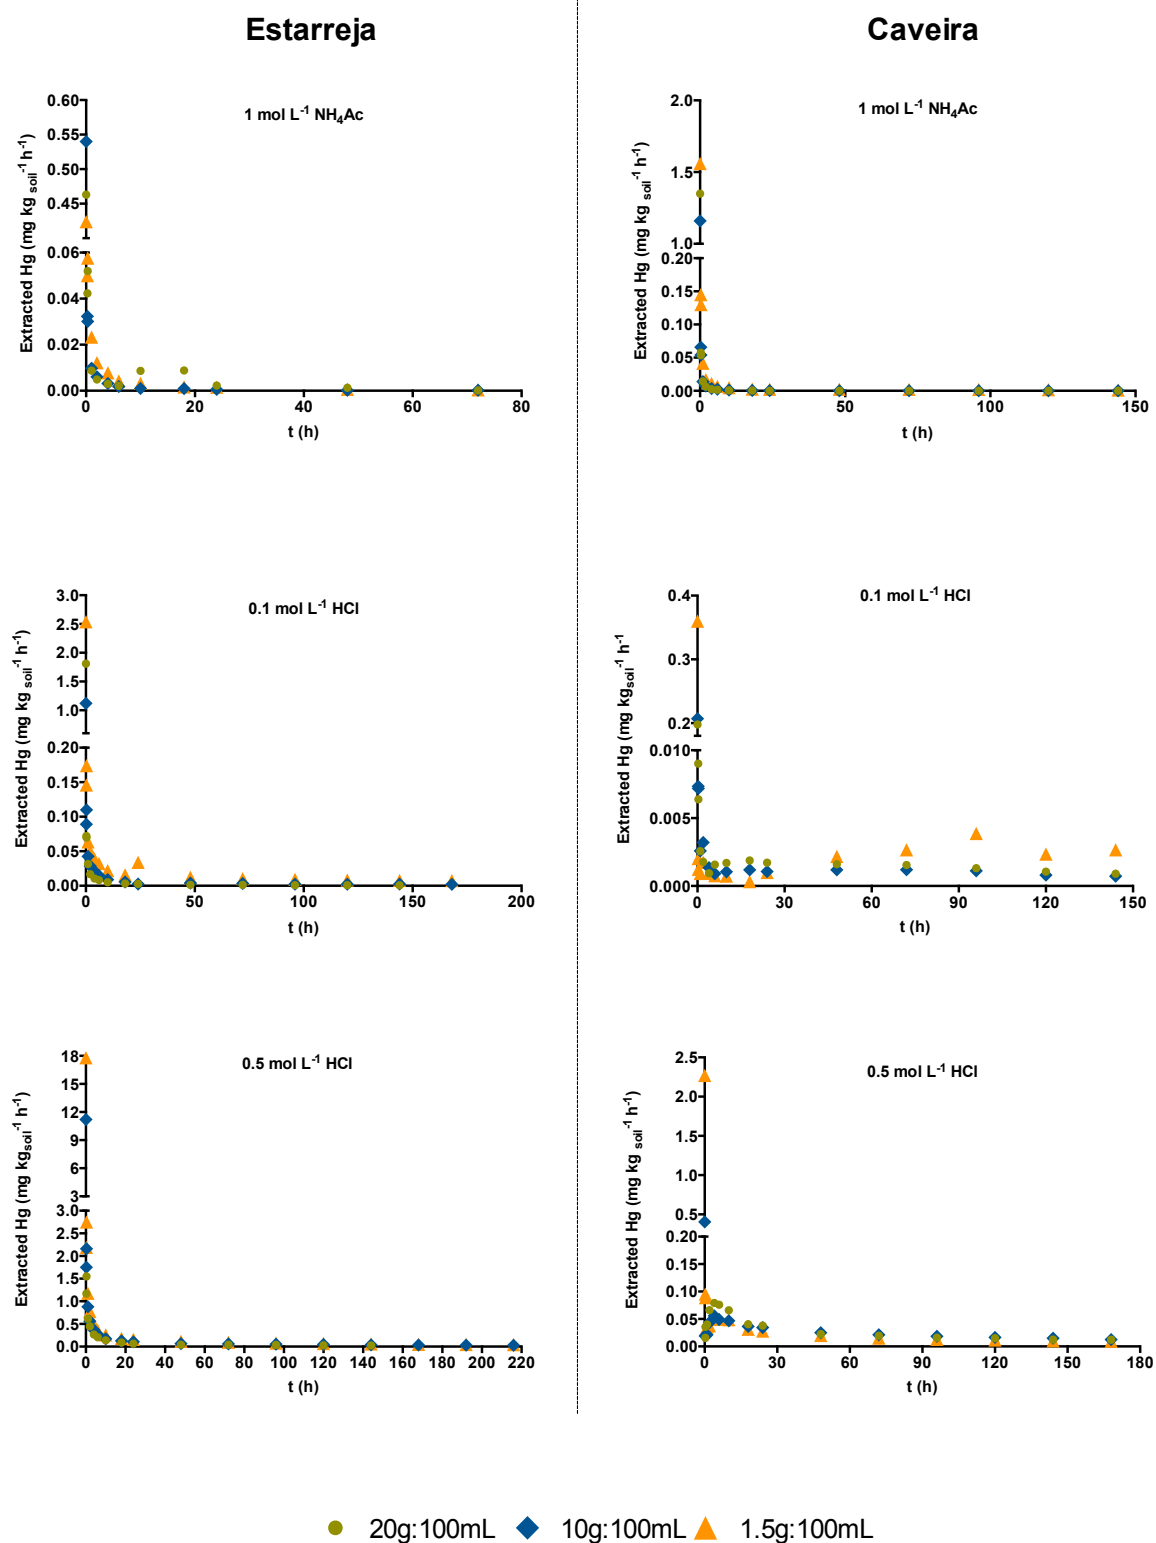 Estarreja
Caveira
1 mol L-1 NH4Ac
Extracted Hg (mg kg soil-1 h-1)
0.60
0.55
0.50
0.45
0.06
0.04
0.02
0.00
0 20 40 60 80
t (h)
1 mol L-1 NH4Ac
Extracted Hg (mg kg soil-1 h-1)
2.0
1.5
1.0
0.20
0.15
0.10
0.05
0.00
0 50 100 150
t (h)
0.1 mol L-1 HCl
Extracted Hg (mg kg soil-1 h-1)
3.0
2.5
2.0
1.5
1.0
0.20
0.15
0.10
0.05
0.00
0 50 100 150 200
t (h)
0.1 mol L-1 HCl
Extracted Hg (mg kgsoil-1 h-1
0.4
0.3
0.2
0.010
0.005
0.000
0 30 60 90 120 150
t (h)
0.5 mol L-1 HCl
Extracted Hg (mg kgsoil-1 h-1)
18
15
12
9
6
3
3.0
2.5
2.0
1.5
1.0
0.5
0.0
0 20 40 60 80 100 120 140 160 180 200 220
t (h)
0.5 mol L-1 HCl
Extracted Hg (mg kg soil-1 h-1)
2.5
2.0
1.5
1.0
0.5
0.20
0.15
0.10
0.05
0.00
0 30 60 90 120 150 180
t (h)
20g:100mL 10g:100mL 1.5g:100mL